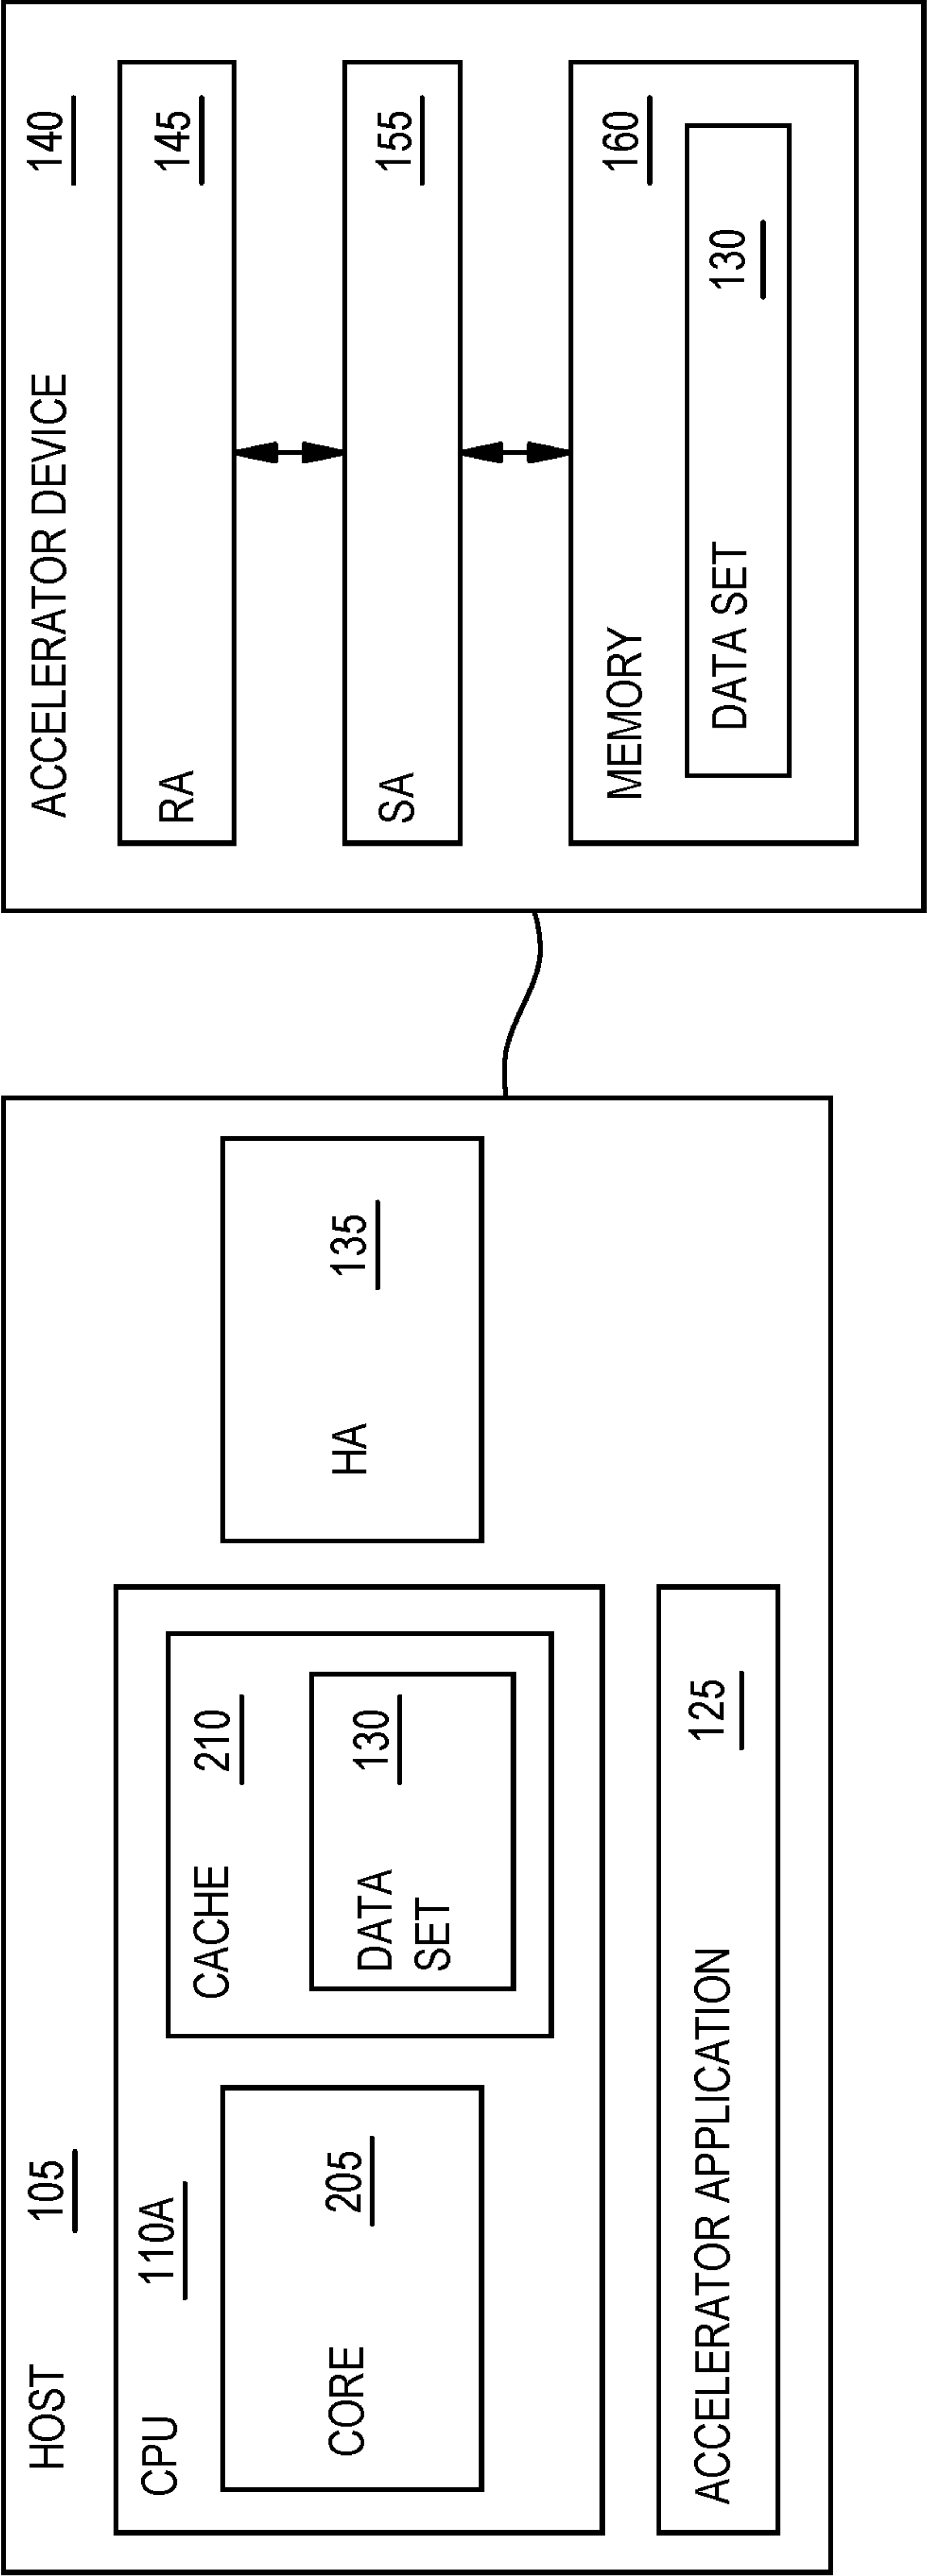 HOST 105
CPU 110A
CORE 205
CACHE 210
DATA
SET
130
HA 135
ACCELERATOR APPLICATION 125
ACCELERATOR DEVICE 140
RA 145
SA 155
MEMORY 160
DATA SET 130